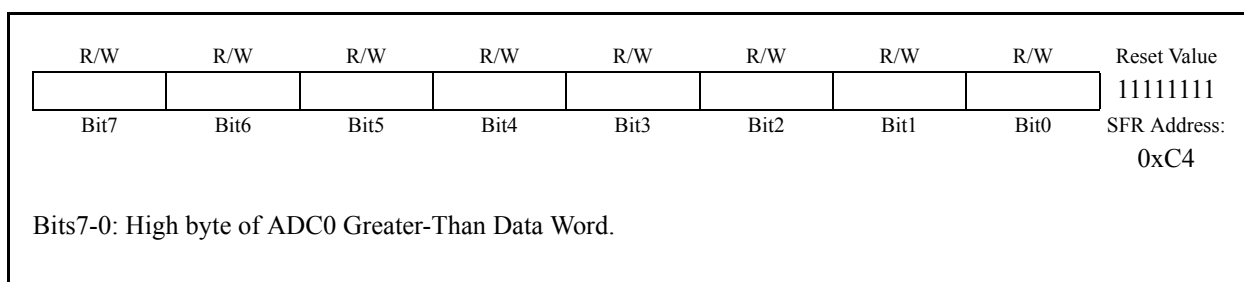 R/W R/W R/W R/W R/W R/W R/W R/W Reset Value
11111111
Bit7 Bit6 Bit5 Bit4 Bit3 Bit2 Bit1 Bit0 SFR Address:
0xC4
Bits7-0: High byte of ADC0 Greater-Than Data Word.